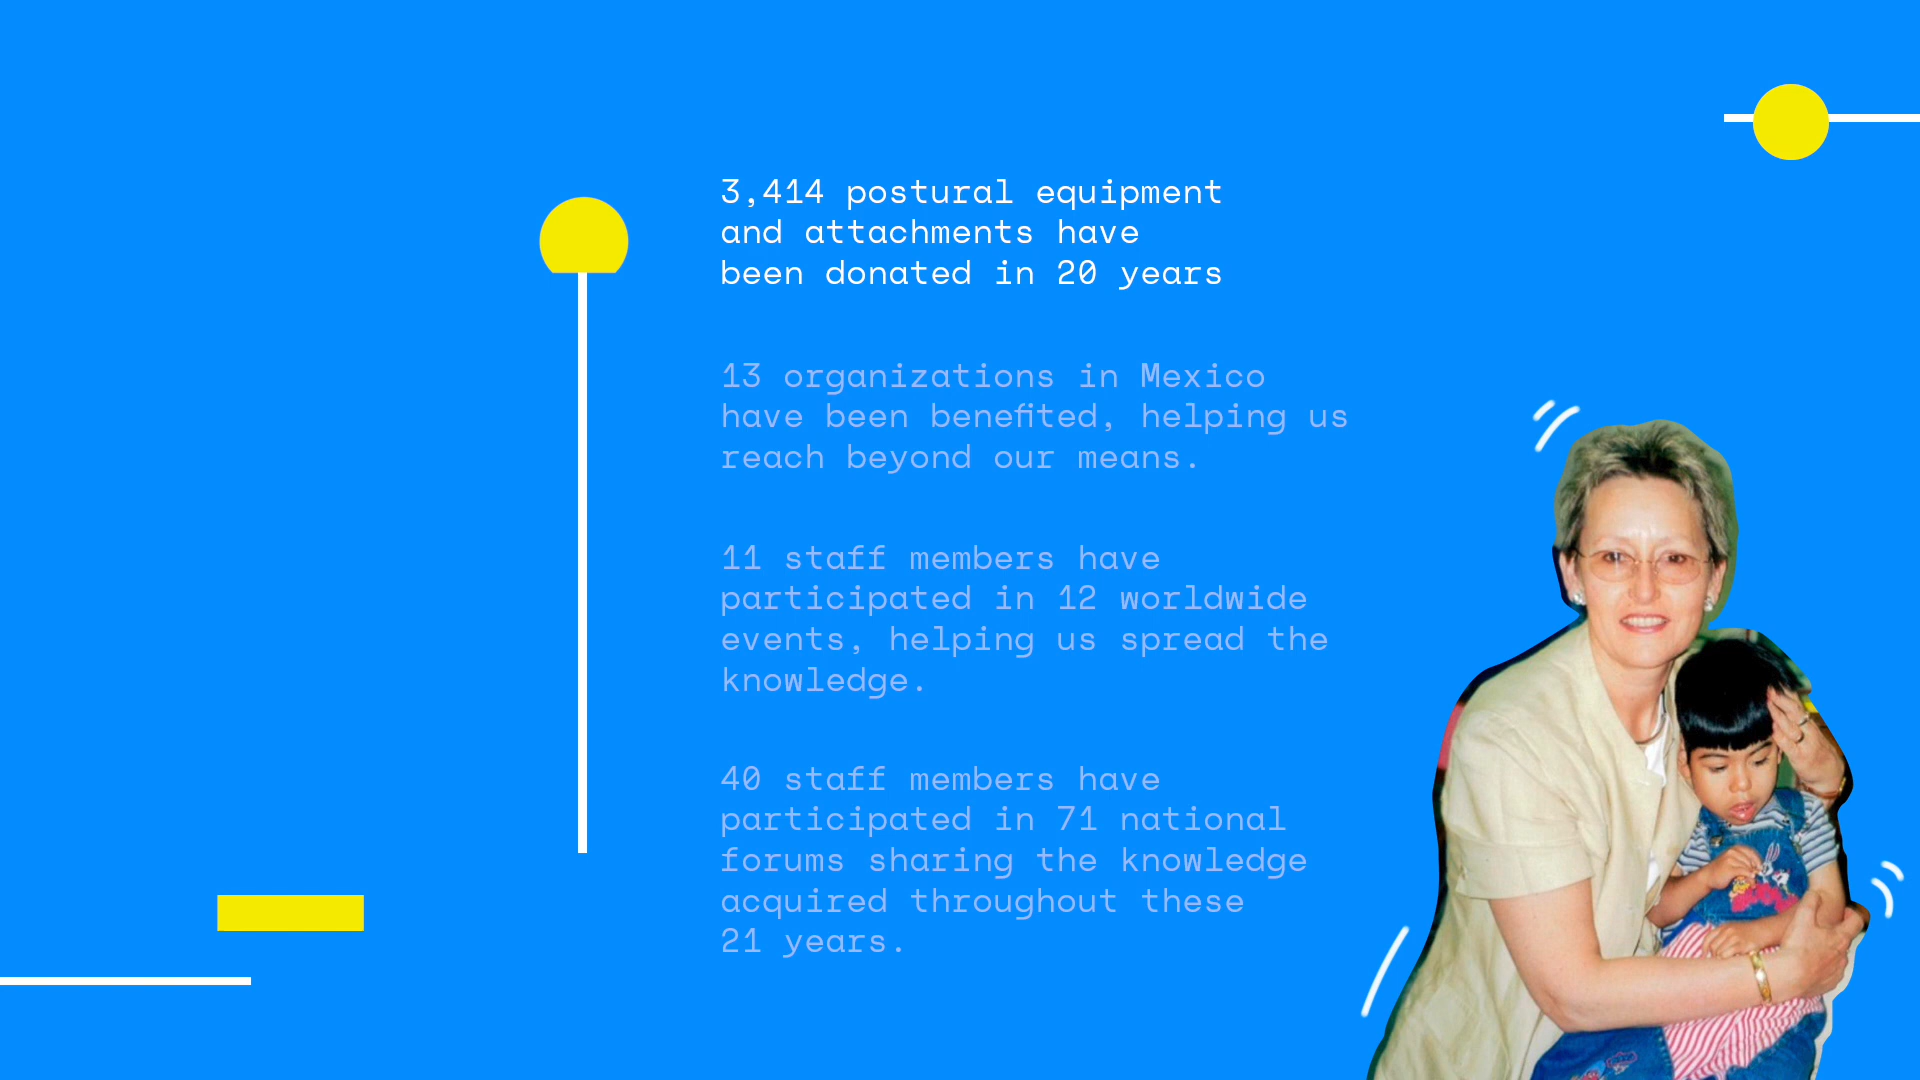 3,414 postural equipment
and attachments have
been donated in 20 years
13 organizations in Mexico
have been benefited, helping us
reach beyond our means.
11 staff members have
participated in 12 worldwide
events, helping us spread the
knowledge.
40 staff members have
participated in 71 national
forums sharing the knowledge
acquired throughout these
21 years.